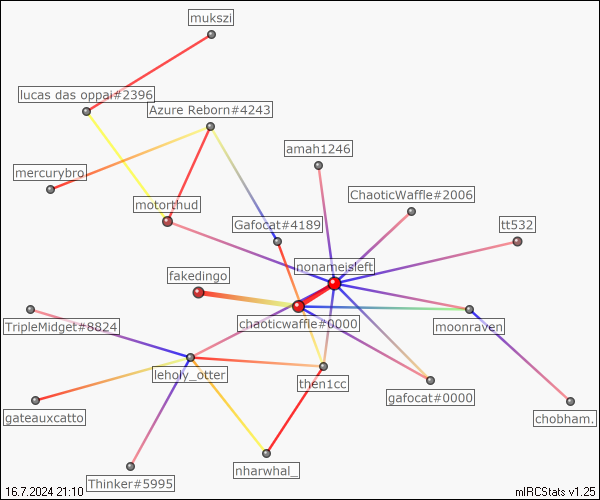 mukszi
lucas das oppai#2396
Azure Reborn#4243
amah1246
mercurybro
ChaoticWaffle#2006
motorthud
Gafocat#4189
tt532
nonameisleft
fakedingo
chaoticwaffle#0000
TripleMidget#8824
moonraven
leholy_otter
then1cc
gafocat#0000
gateauxcatto
chobham.
Thinker#5995
nharwhal_
16.7.2024 21:10
mIRCStats v1.25